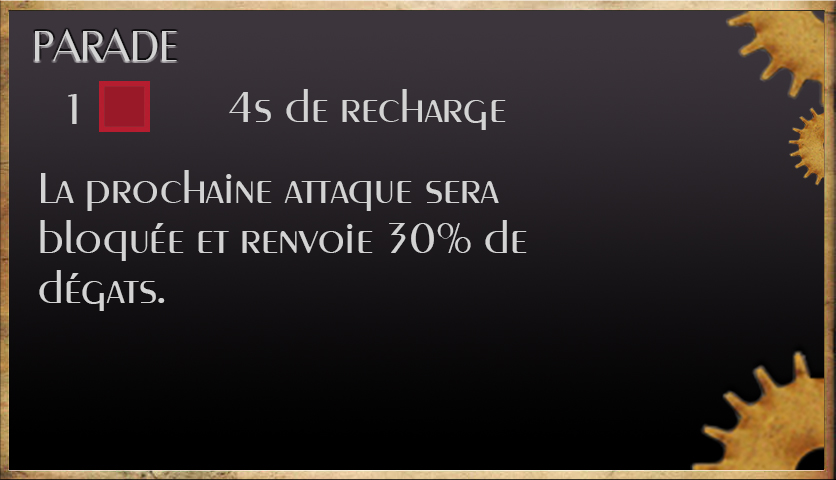 PARADE
1 4s de recharge
La prochaine attaque sera
bloquée et renvoie 30% de
dégats.